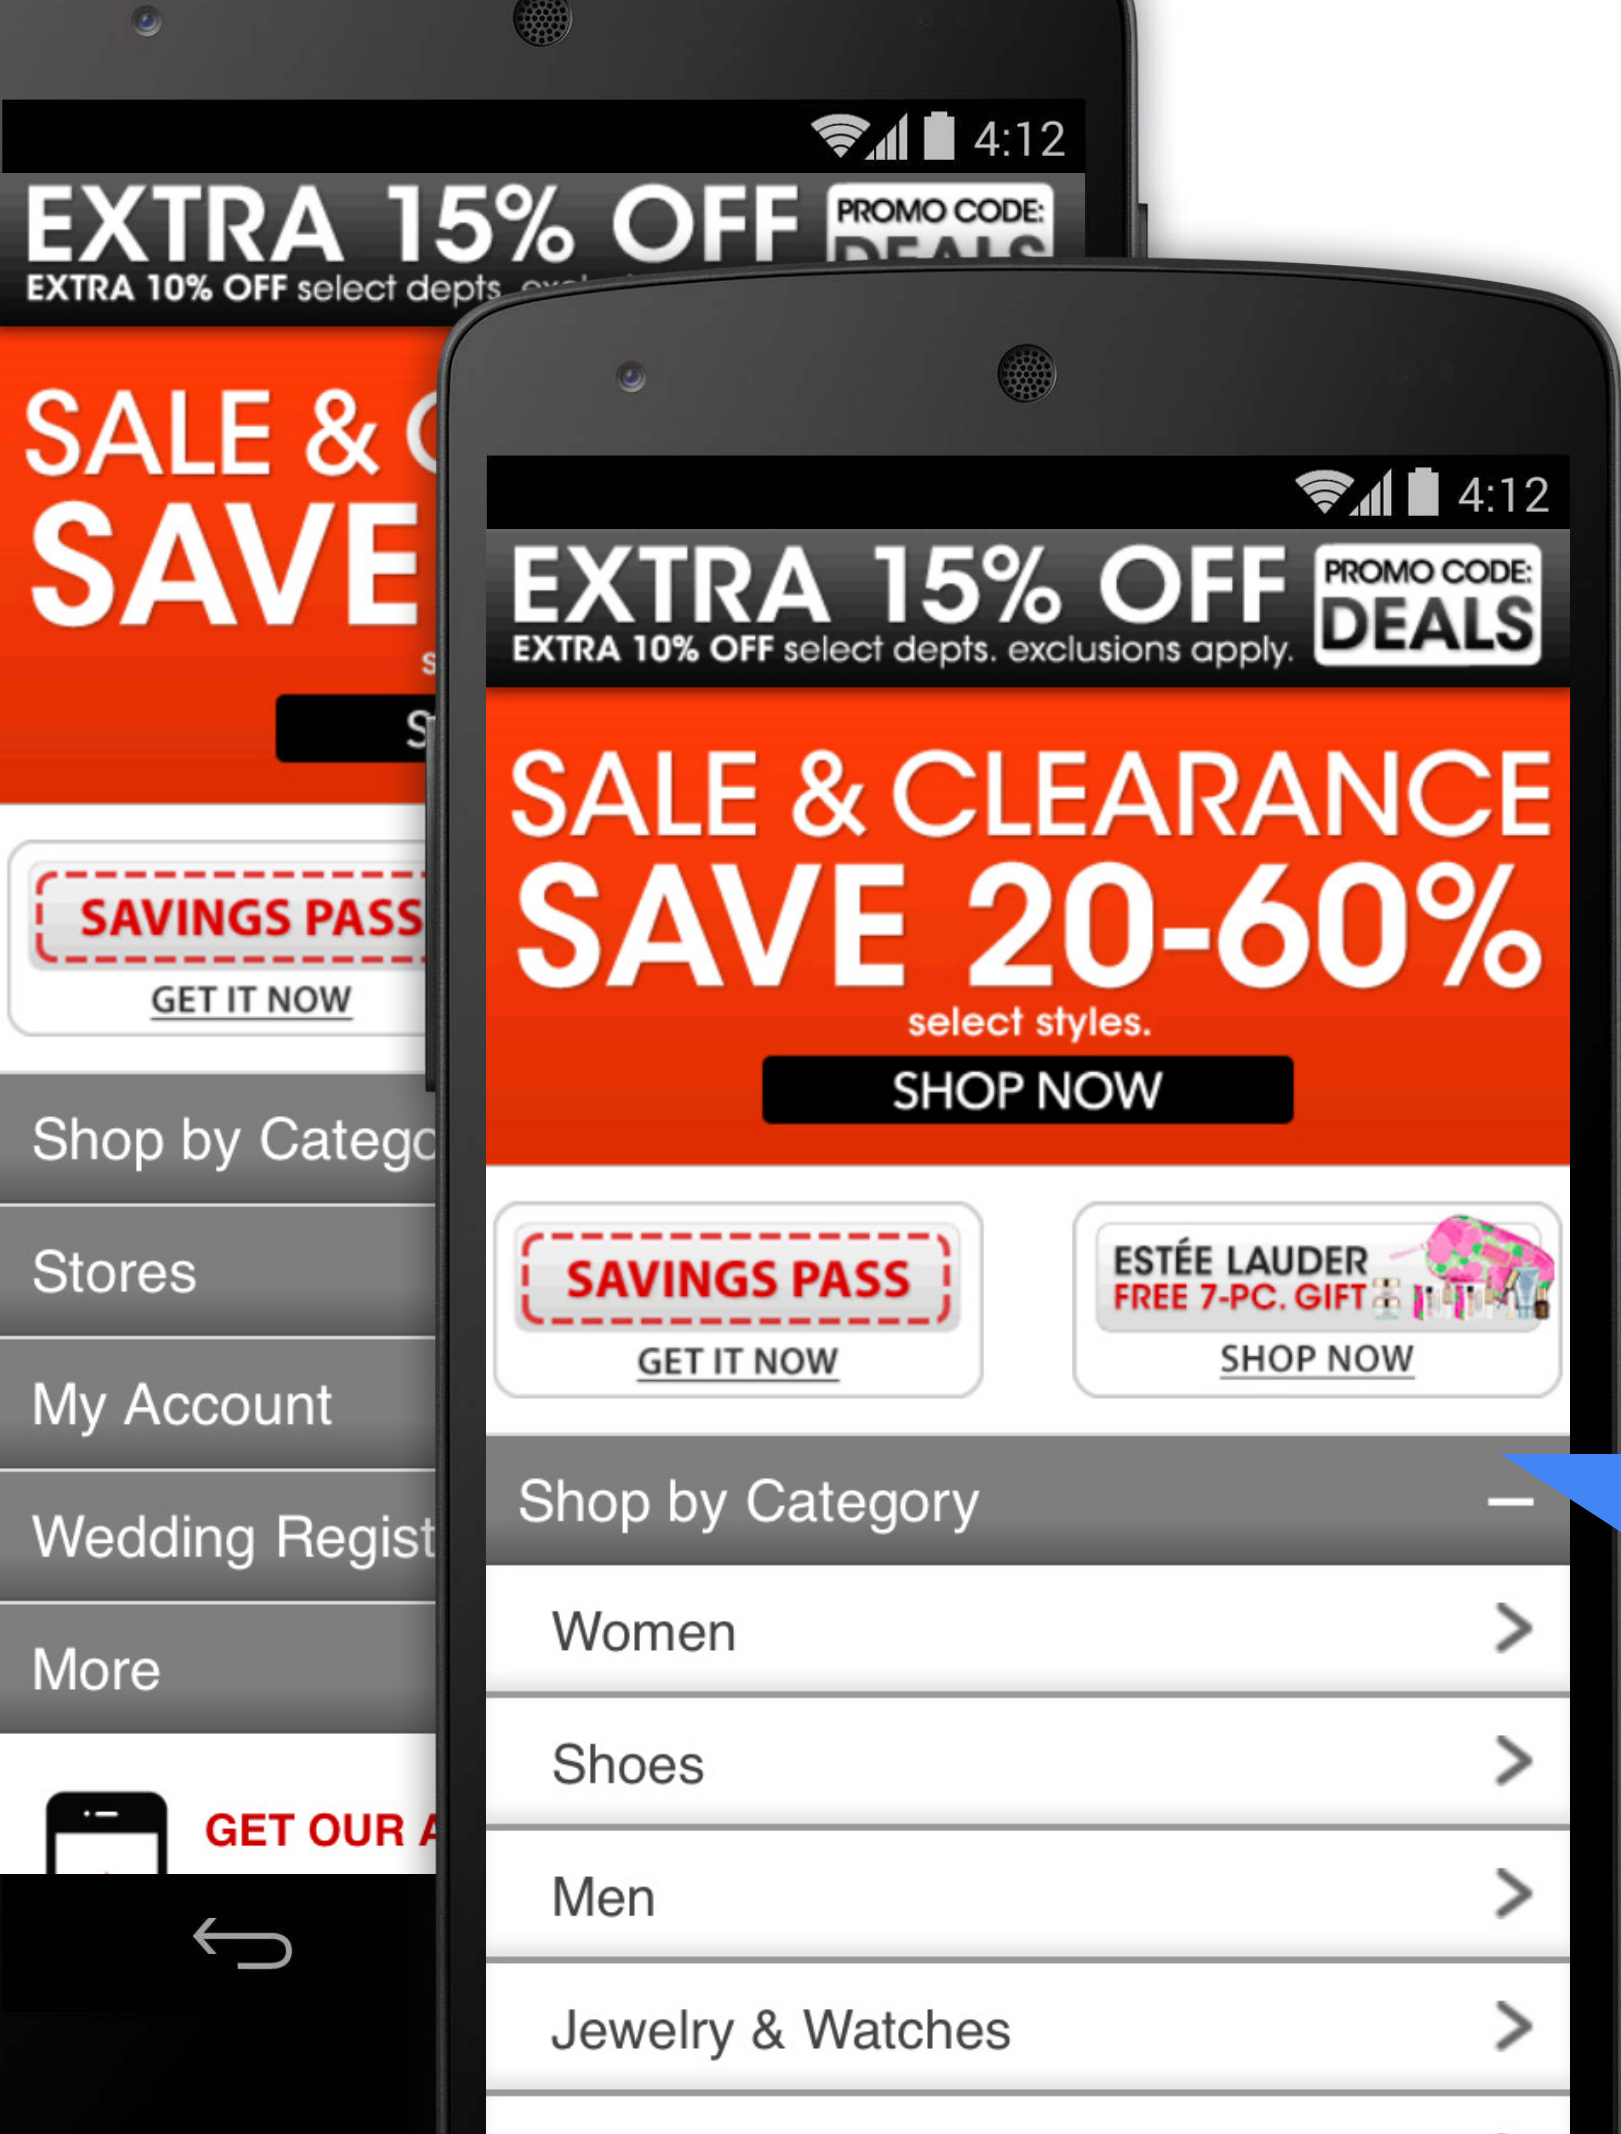 4:12
EXTRA 15% OFF
PROMO CODE:
DEALS
EXTRA 10% OFF select depts.
SALE &
SAVE
SAVINGS PASS
GET IT NOW
Shop by
Stores
My Account
Wedding
More
GET OUR
4:12
EXTRA 15% OFF
PROMO CODE:
DEALS
EXTRA 10% OFF select depts. exclusions apply.
SALE & CLEARANCE
SAVE 20-60%
select styles.
SHOP NOW
SAVINGS PASS
GET IT NOW
ESTÉE LAUDER
FREE 7-PC. GIFT
SHOP NOW
Shop by Category
Women
Shoes
Men
Jewelry & Watches